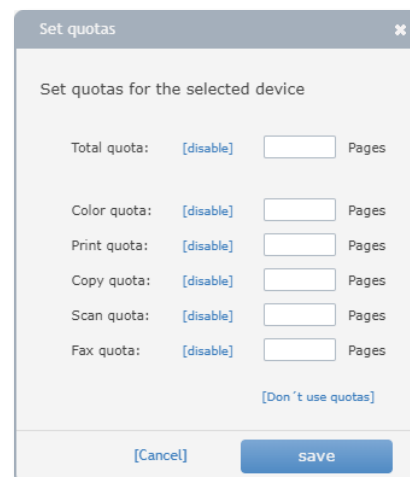 Set quotas
Set quotas for the selected device
Total quota: [disable] Pages
Color quota: [disable] Pages
Print quota: [disable] Pages
Copy quota: [disable] Pages
Scan quota: [disable] Pages
Fax quota: [disable] Pages
[Don´t use quotas]
[Cancel] save